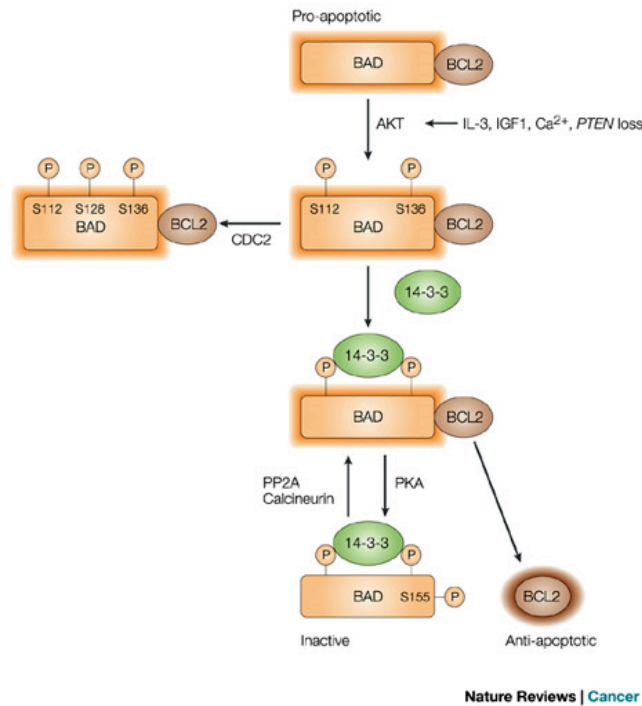 Pro-apoptotic
BAD
BCL2
AKT
IL-3, IGF1, Ca2+, PTEN loss
P
P
P
S112
S128
S136
BAD
BCL2
CDC2
P
P
S112
S136
BAD
BCL2
14-3-3
14-3-3
P
P
BAD
BCL2
PP2A
Calcineurin
PKA
14-3-3
P
P
BAD
S155
P
Inactive
BCL2
Anti-apoptotic
Nature Reviews | Cancer